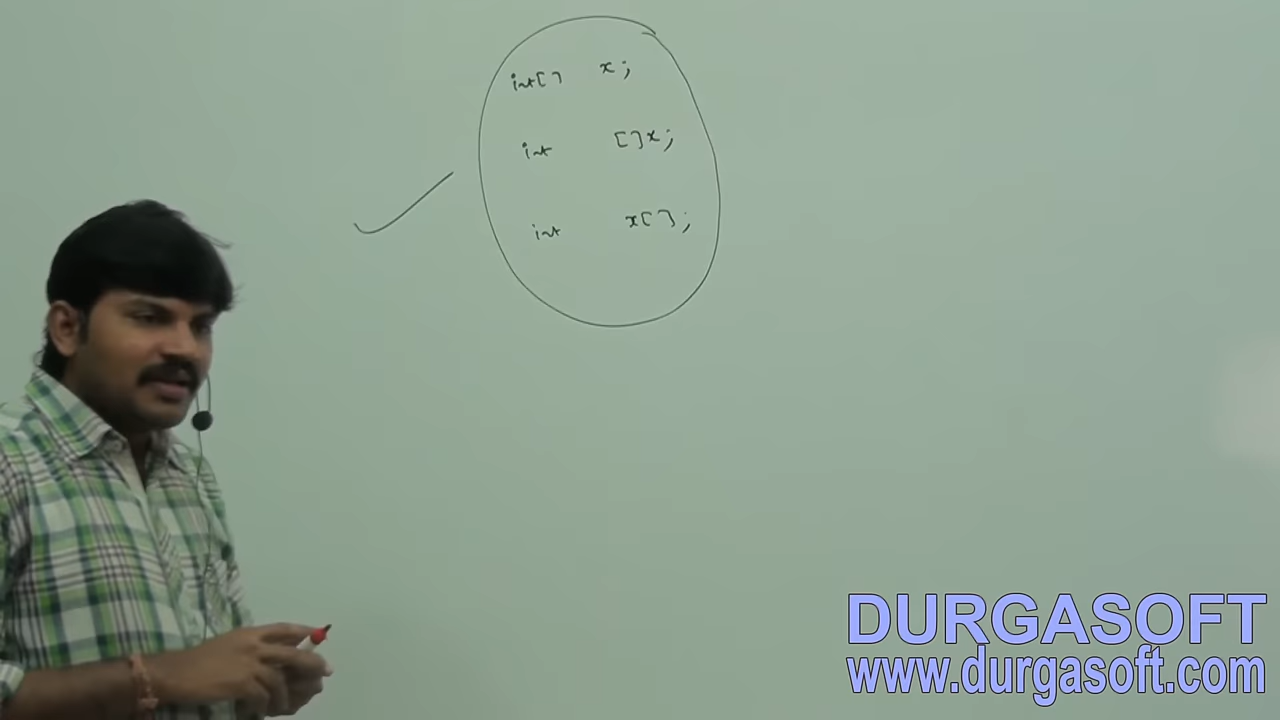 int[] x;
int []x;
int x[];
DURGASOFT
www.durgasoft.com